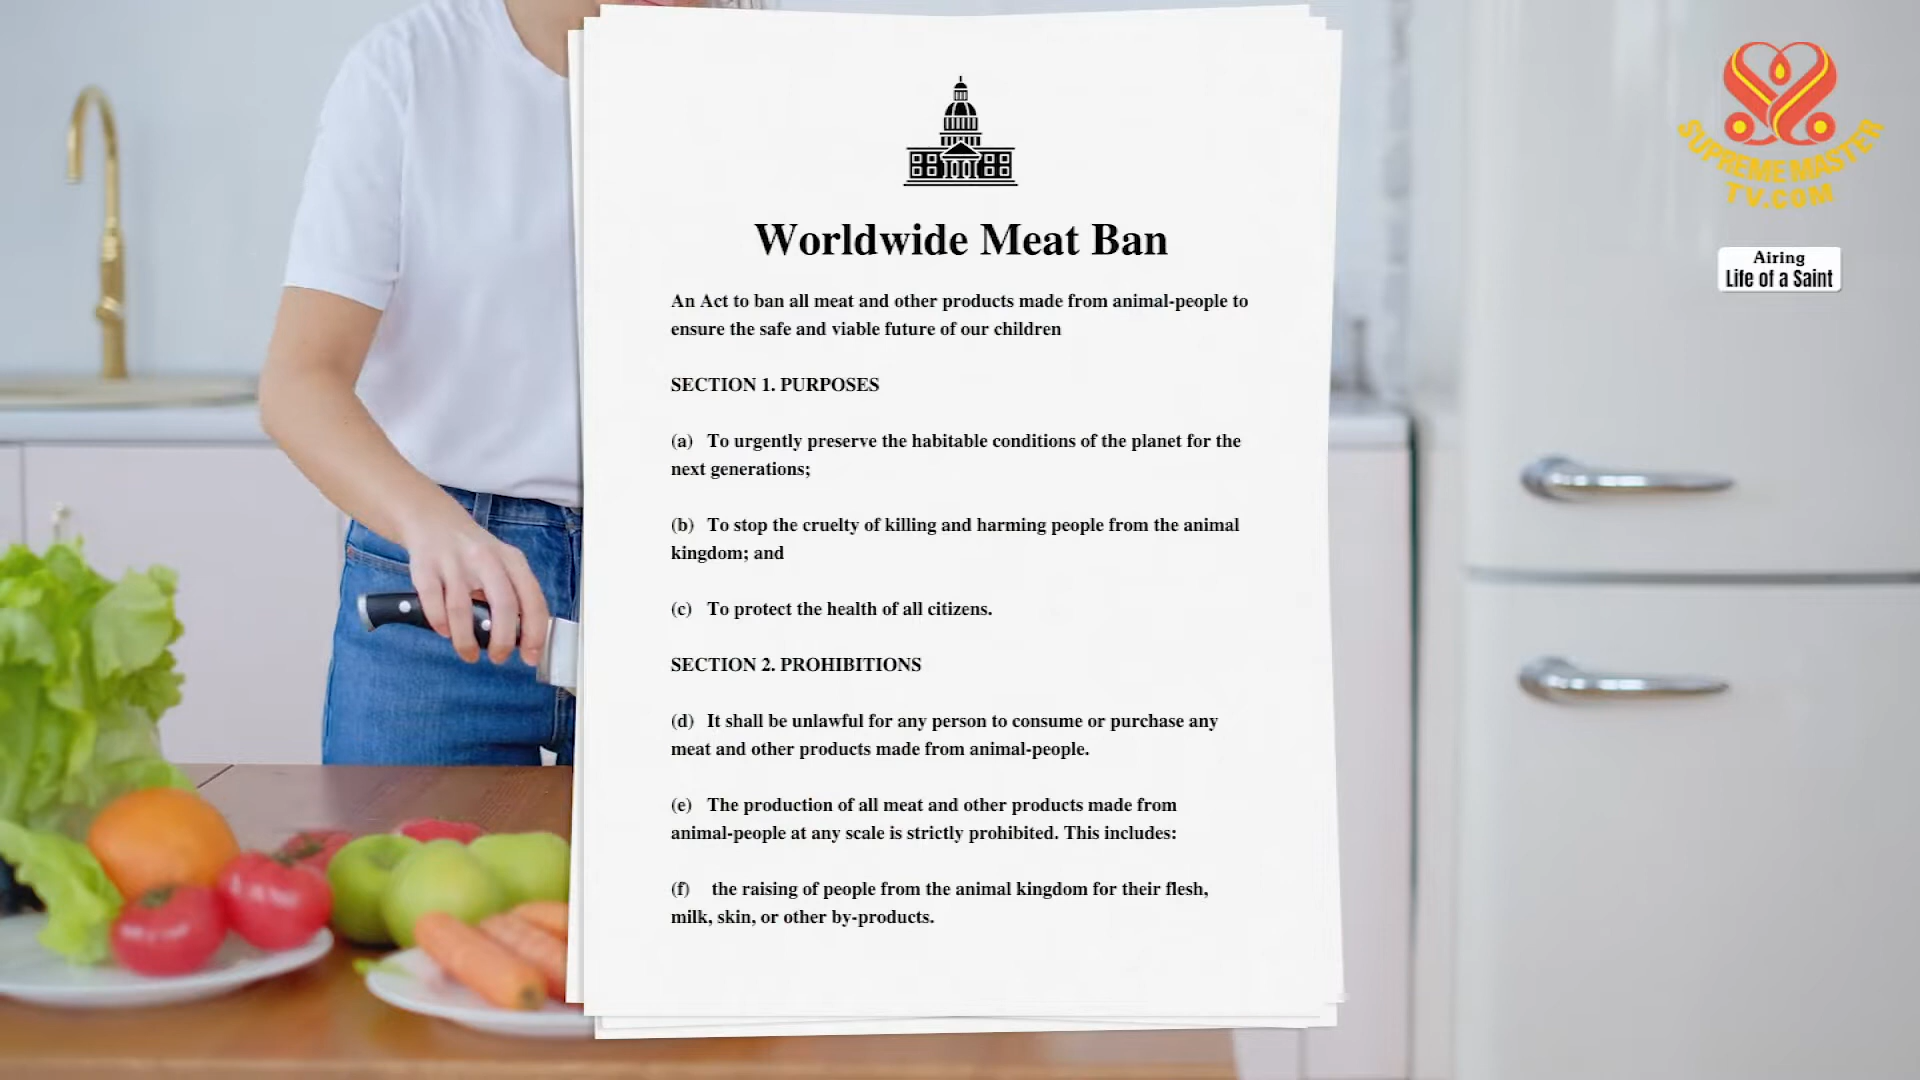 Worldwide Meat Ban
An Act to ban all meat and other products made from animal-people to
ensure the safe and viable future of our children
SECTION 1. PURPOSES
(a) To urgently preserve the habitable conditions of the planet for the
next generations;
(b) To stop the cruelty of killing and harming people from the animal
kingdom; and
(c) To protect the health of all citizens.
SECTION 2. PROHIBITIONS
(d) It shall be unlawful for any person to consume or purchase any
meat and other products made from animal-people.
(e) The production of all meat and other products made from
animal-people at any scale is strictly prohibited. This includes:
(f) the raising of people from the animal kingdom for their flesh,
milk, skin, or other by-products.
SUPREME MASTER
TV.COM
Airing
Life of a Saint